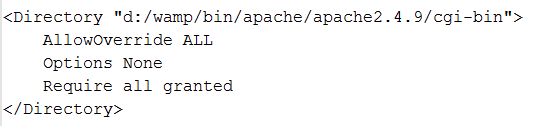 <Directory "d:/wamp/bin/apache/apache2.4.9/cgi-bin">
    AllowOverride ALL
    Options None
    Require all granted
</Directory>